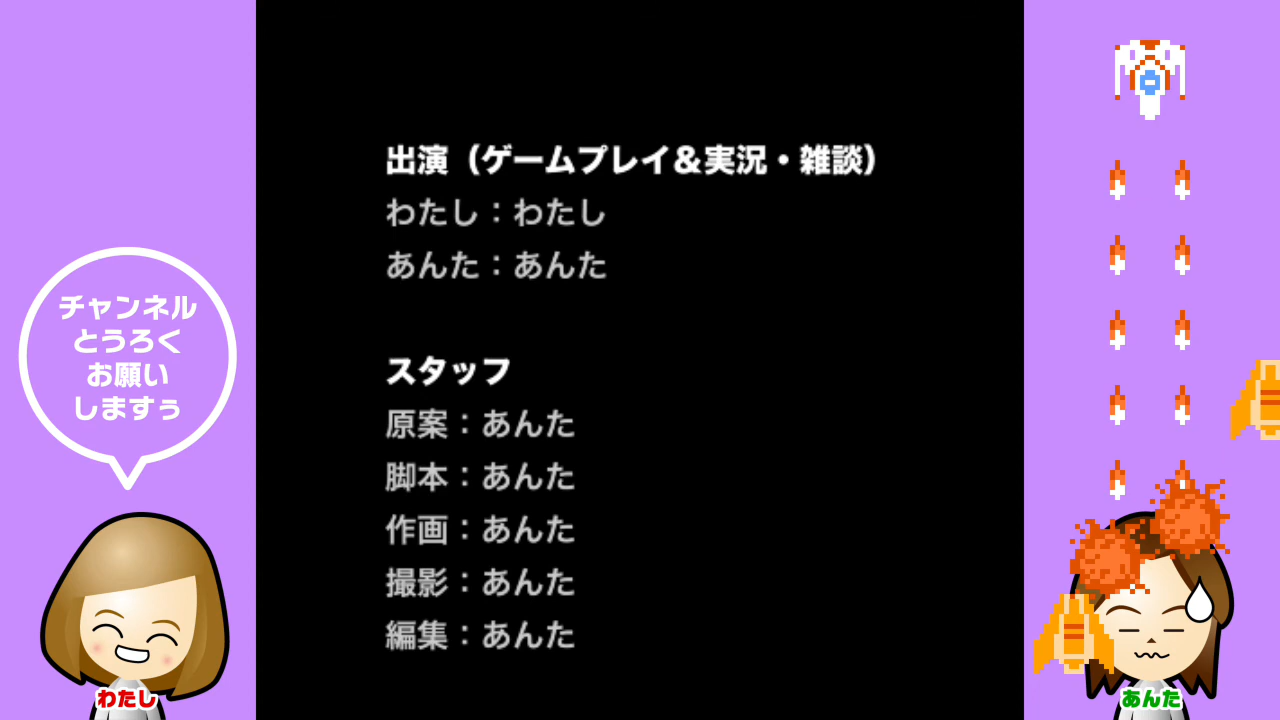 チャンネル
とうろく
お願い
しますぅ
わたし
出演（ゲームプレイ＆実況・雑談）
わたし：わたし
あんた：あんた
スタッフ
原案：あんた
脚本：あんた
作画：あんた
撮影：あんた
編集：あんた
あんた